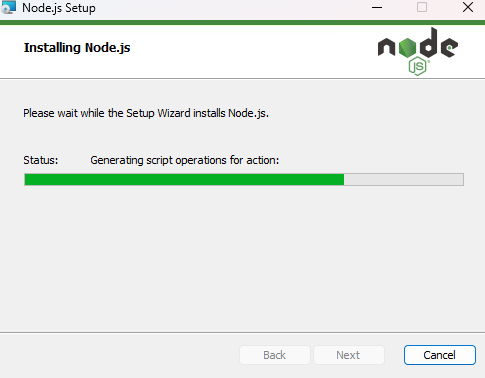 Node.js Setup
Installing Node.js
node
JS
Please wait while the Setup Wizard installs Node.js.
Status: Generating script operations for action:
Back Next Cancel